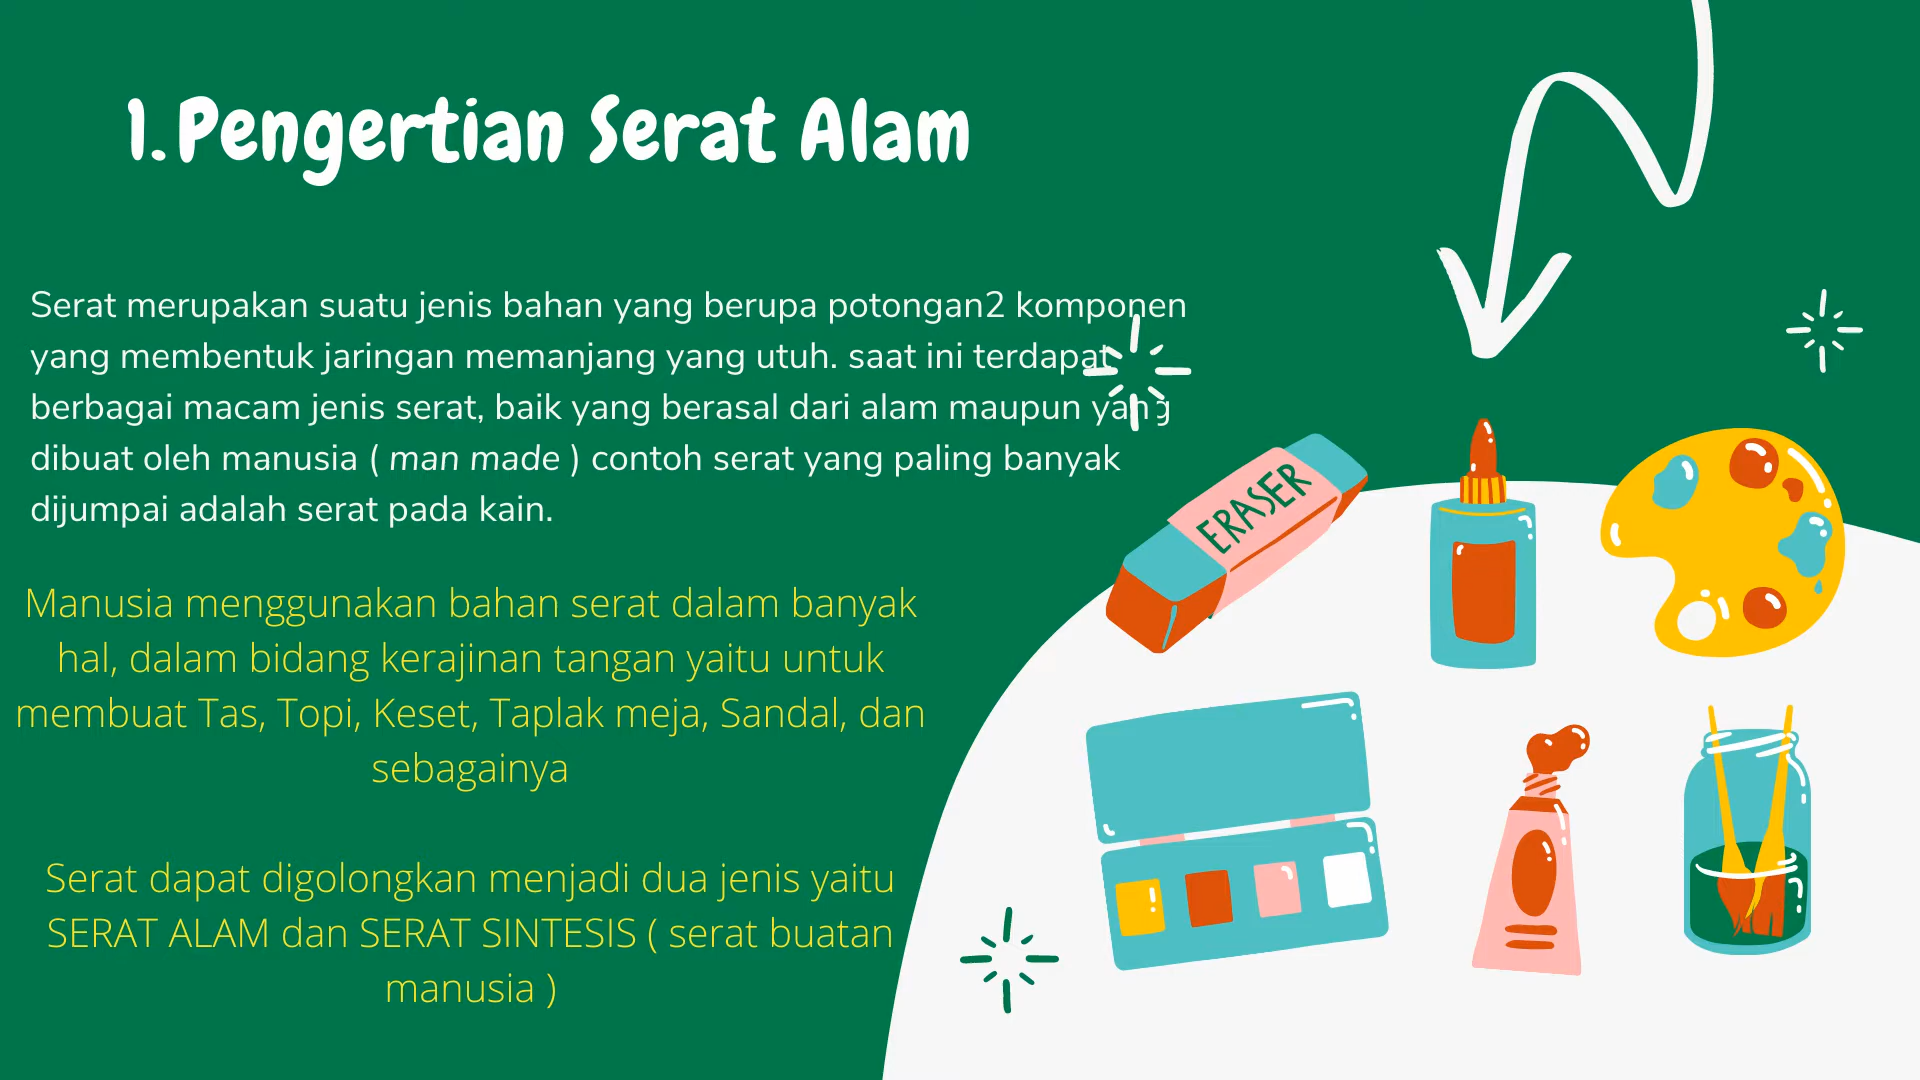 1. Pengertian Serat Alam
Serat merupakan suatu jenis bahan yang berupa potongan2 komponen
yang membentuk jaringan memanjang yang utuh. saat ini terdapat
berbagai macam jenis serat, baik yang berasal dari alam maupun yang
dibuat oleh manusia ( man made ) contoh serat yang paling banyak
dijumpai adalah serat pada kain.
ERASER
Manusia menggunakan bahan serat dalam banyak
hal, dalam bidang kerajinan tangan yaitu untuk
membuat Tas, Topi, Keset, Taplak meja, Sandal, dan
sebagainya
Serat dapat digolongkan menjadi dua jenis yaitu
SERAT ALAM dan SERAT SINTESIS ( serat buatan
manusia )